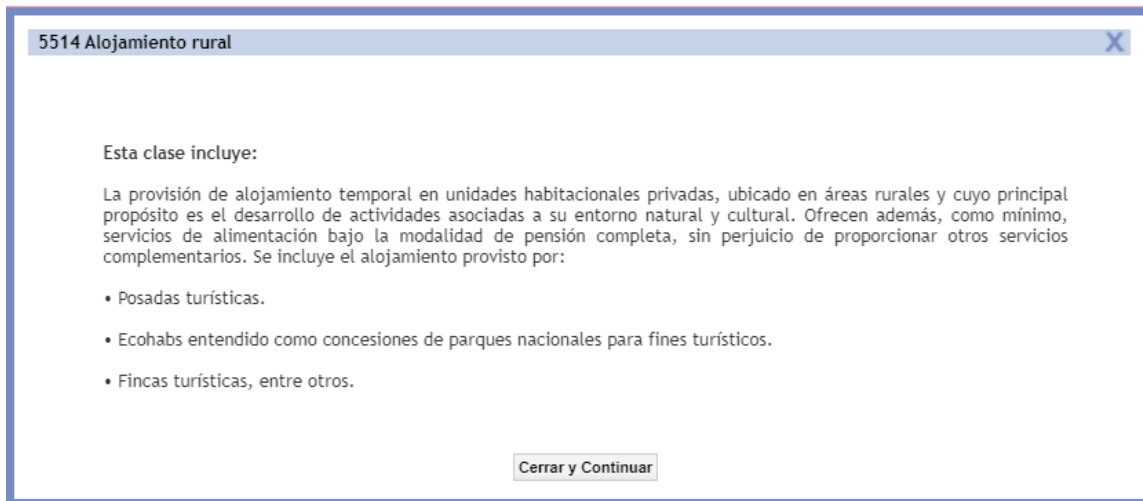 5514 Alojamiento rural
X
Esta clase incluye:
La provisión de alojamiento temporal en unidades habitacionales privadas, ubicado en áreas rurales y cuyo principal
propósito es el desarrollo de actividades asociadas a su entorno natural y cultural. Ofrecen además, como mínimo,
servicios de alimentación bajo la modalidad de pensión completa, sin perjuicio de proporcionar otros servicios
complementarios. Se incluye el alojamiento provisto por:
• Posadas turísticas.
• Ecohabs entendido como concesiones de parques nacionales para fines turísticos.
• Fincas turísticas, entre otros.
Cerrar y Continuar